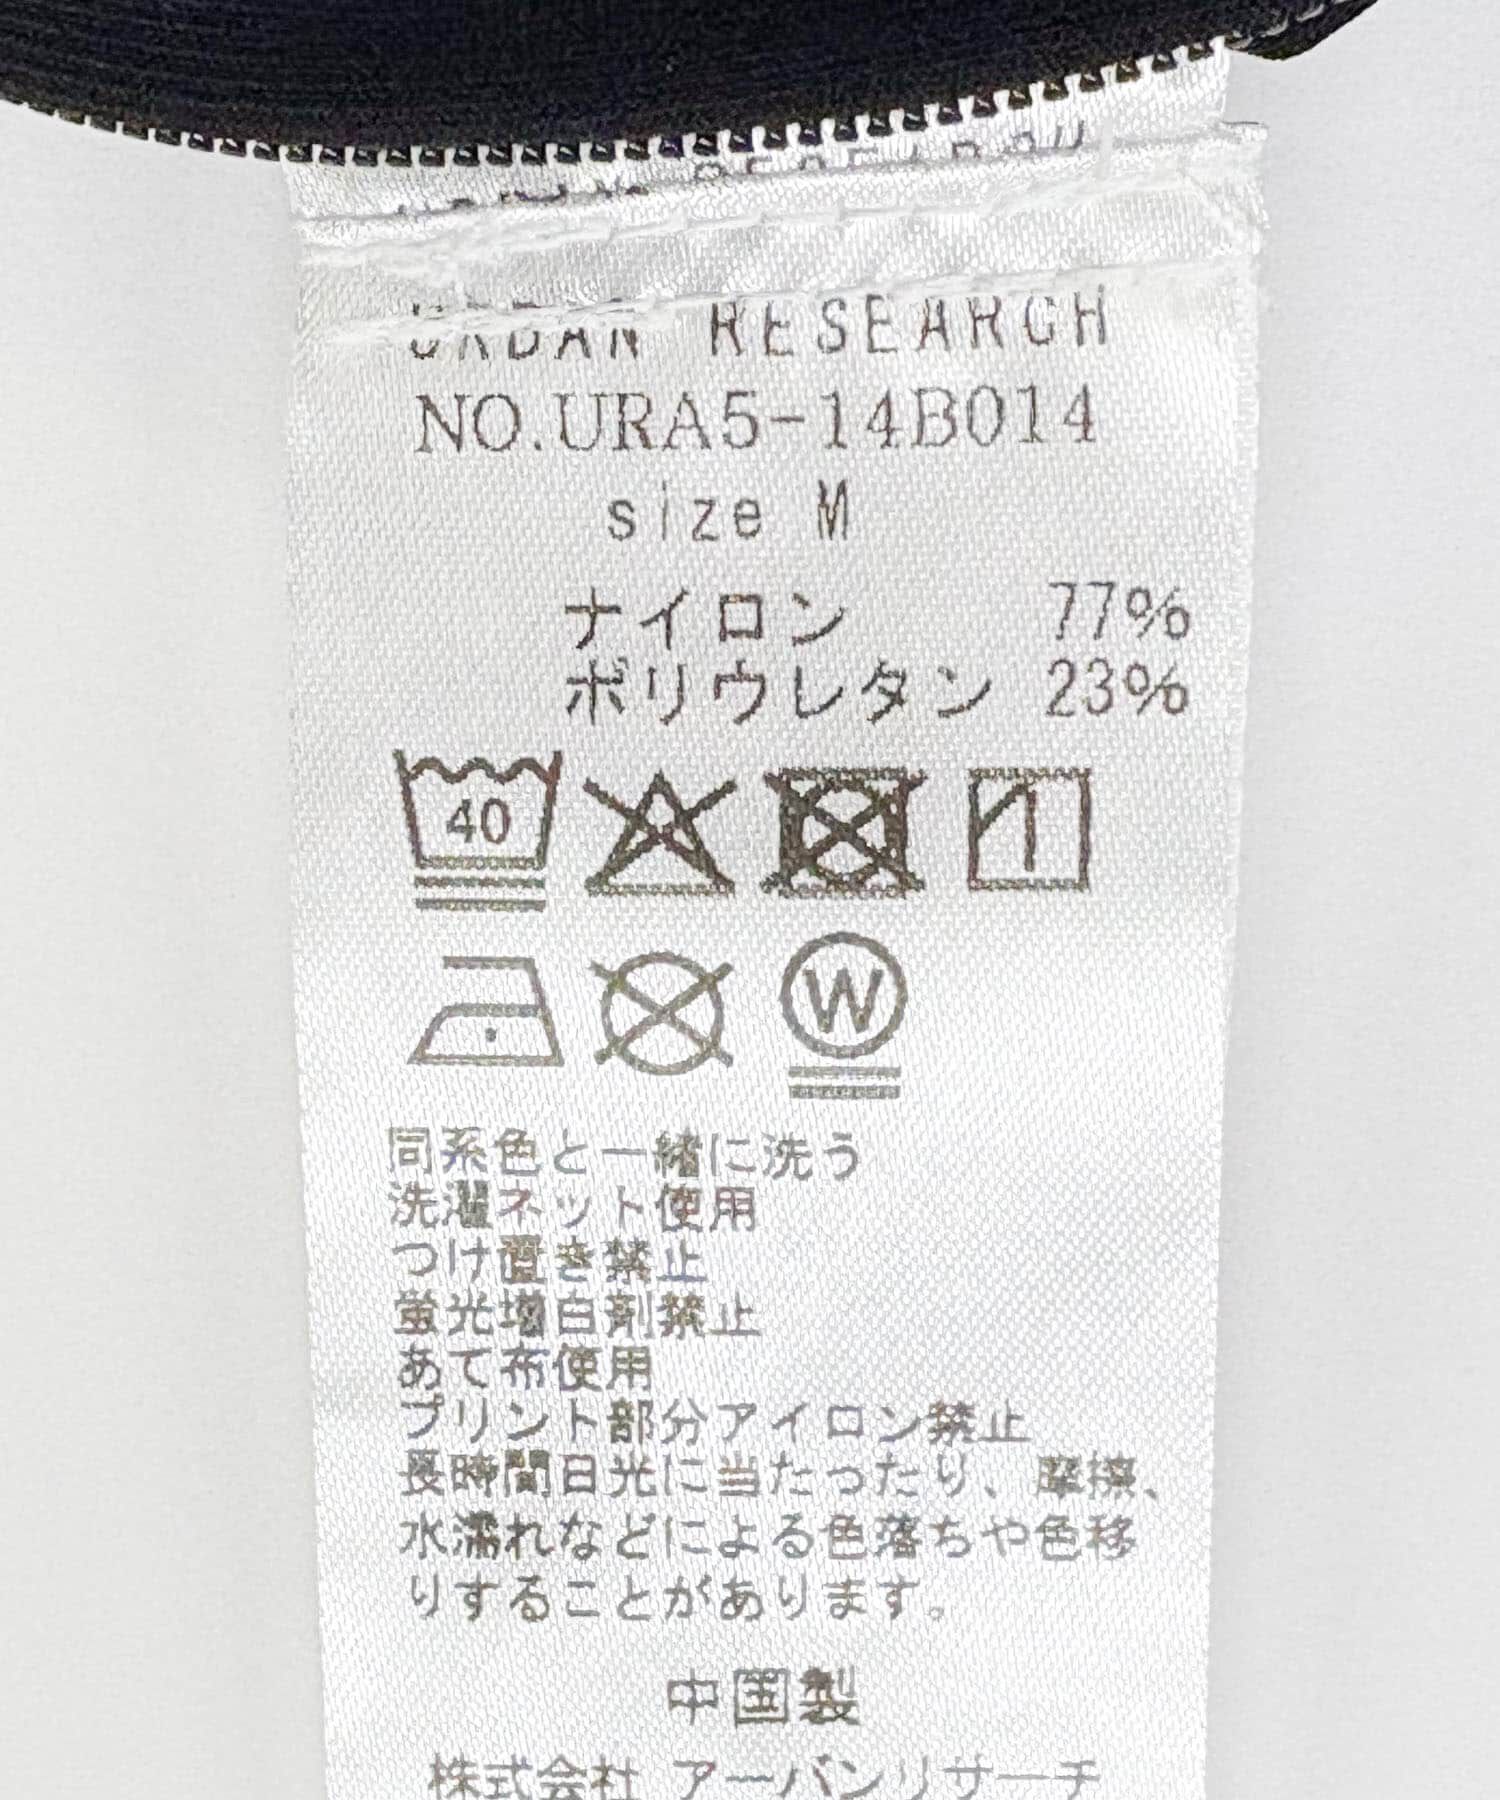 URBAN RESEARCH
NO.URA5-14B014
size M
ナイロン 77%
ポリウレタン 23%
40
W
同系色と一緒に洗う
洗濯ネット使用
つけ置き禁止
蛍光増白剤禁止
あて布使用
プリント部分アイロン禁止
長時間日光に当たったり、摩擦、
水濡れなどによる色落ちや色移
りすることがあります。
中国製
株式会社 アーバンリサーチ